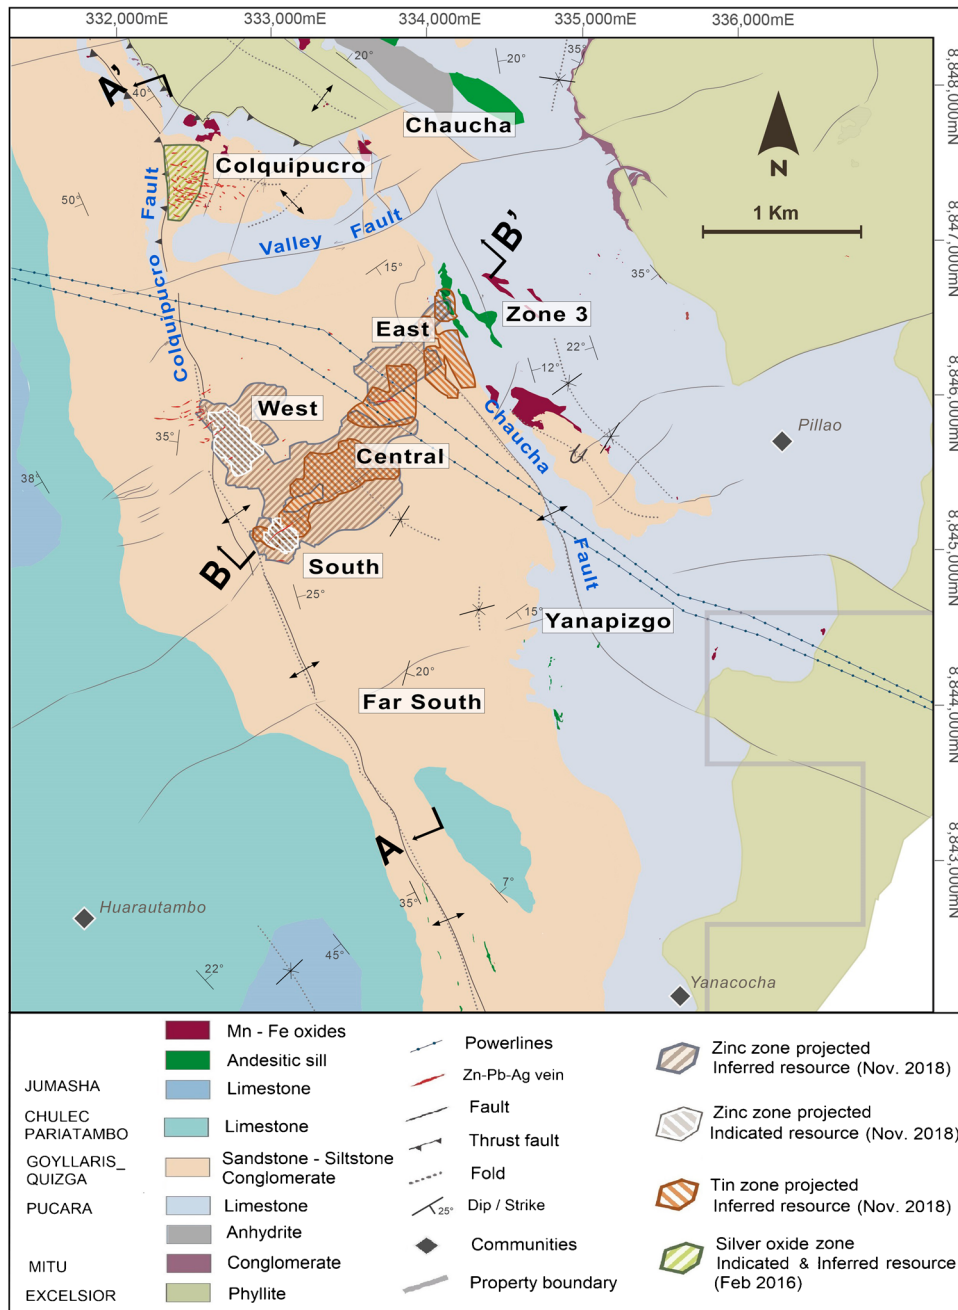 332,000mE 333,000mE 334,000mE 335,000mE 336,000mE
8,848,000mN
8,847,000mN
8,846,000mN
8,845,000mN
8,844,000mN
8,843,000mN
A'
40°
20°
20°
35°
Chaucha
Colquipucro
50°
Colquipucro Fault
Valley Fault
15°
B'
N
1 Km
35°
Zone 3
East
22°
12°
West
Chaucha Fault
Pillao
35°
Central
38°
B
South
25°
15°
Yanapizgo
20°
Far South
A
7°
35°
Huarautambo
45°
22°
Yanacocha
JUMASHA
CHULEC
PARIATAMBO
GOYLLARIS_
QUIZGA
PUCARA
MITU
EXCELSIOR
Mn - Fe oxides
Andesitic sill
Limestone
Limestone
Sandstone - Siltstone
Conglomerate
Limestone
Anhydrite
Conglomerate
Phyllite
Powerlines
Zn-Pb-Ag vein
Fault
Thrust fault
Fold
25°
Dip / Strike
Communities
Property boundary
Zinc zone projected
Inferred resource (Nov. 2018)
Zinc zone projected
Indicated resource (Nov. 2018)
Tin zone projected
Inferred resource (Nov. 2018)
Silver oxide zone
Indicated & Inferred resource
(Feb 2016)